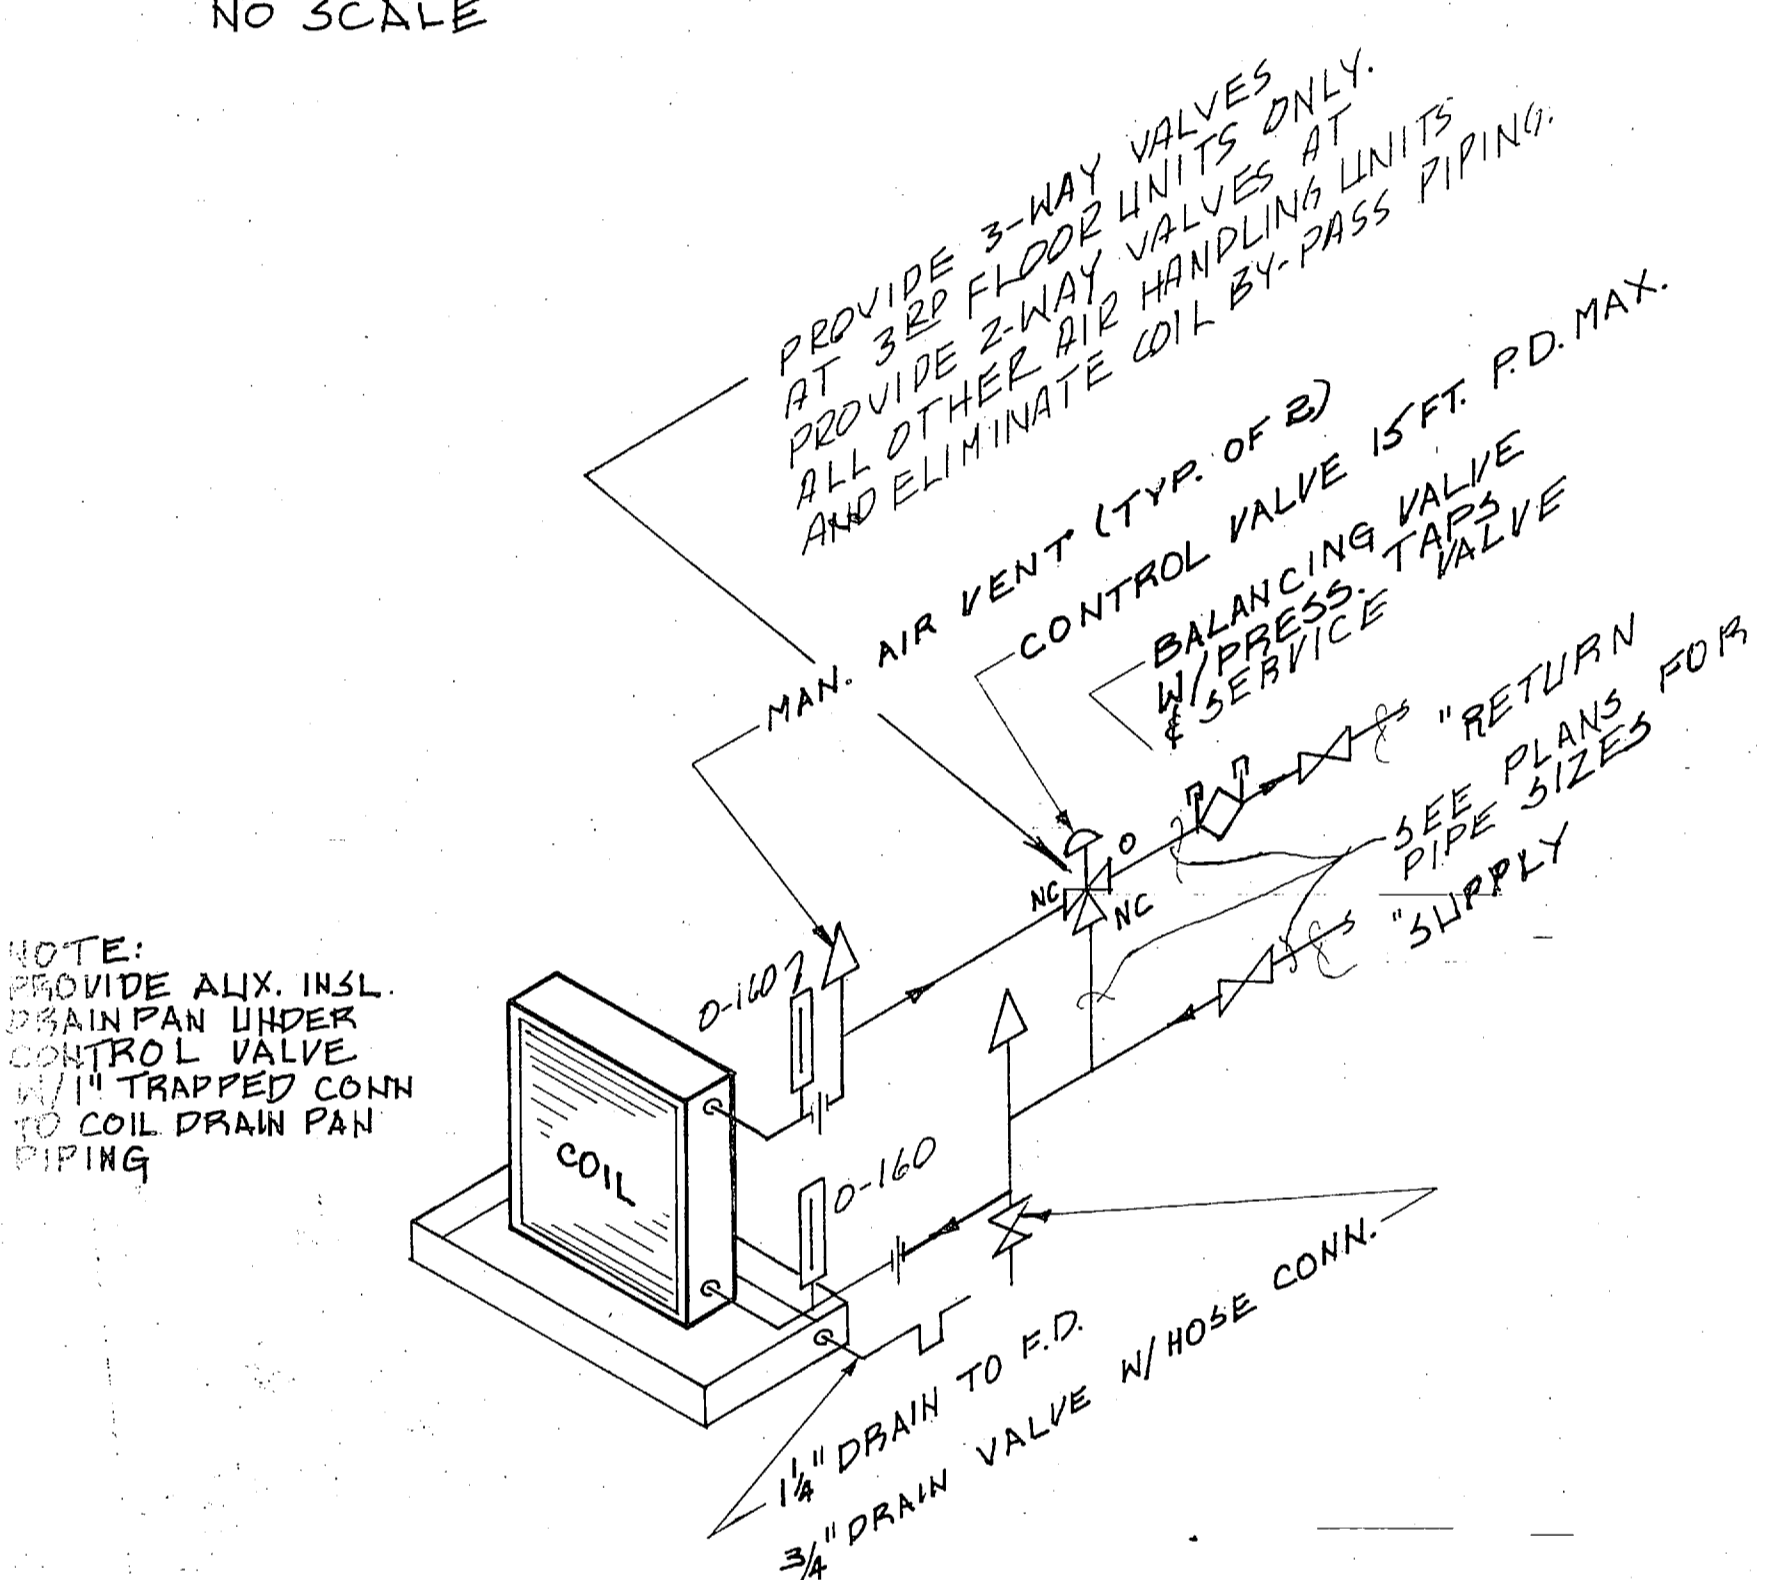 NO SCALE
PROVIDE 3-WAY VALVES
AT 3RD FLOOR UNITS ONLY.
PROVIDE 2-WAY VALVES AT
ALL OTHER AIR HANDLING UNITS
AND ELIMINATE COIL BY-PASS PIPING.
MAN. AIR VENT (TYP. OF 2)
CONTROL VALVE 15 FT. P.D. MAX.
BALANCING VALVE
W/PRESS. TAPS
& SERVICE VALVE
"RETURN
SEE PLANS FOR
PIPE SIZES
"SUPPLY
O
NC
NC
0-160
0-160
COIL
NOTE:
PROVIDE AUX. INSL.
DRAIN PAN UNDER
CONTROL VALVE
W/1" TRAPPED CONN
TO COIL DRAIN PAN
PIPING
1¼" DRAIN TO F.D.
¾" DRAIN VALVE W/HOSE CONN.